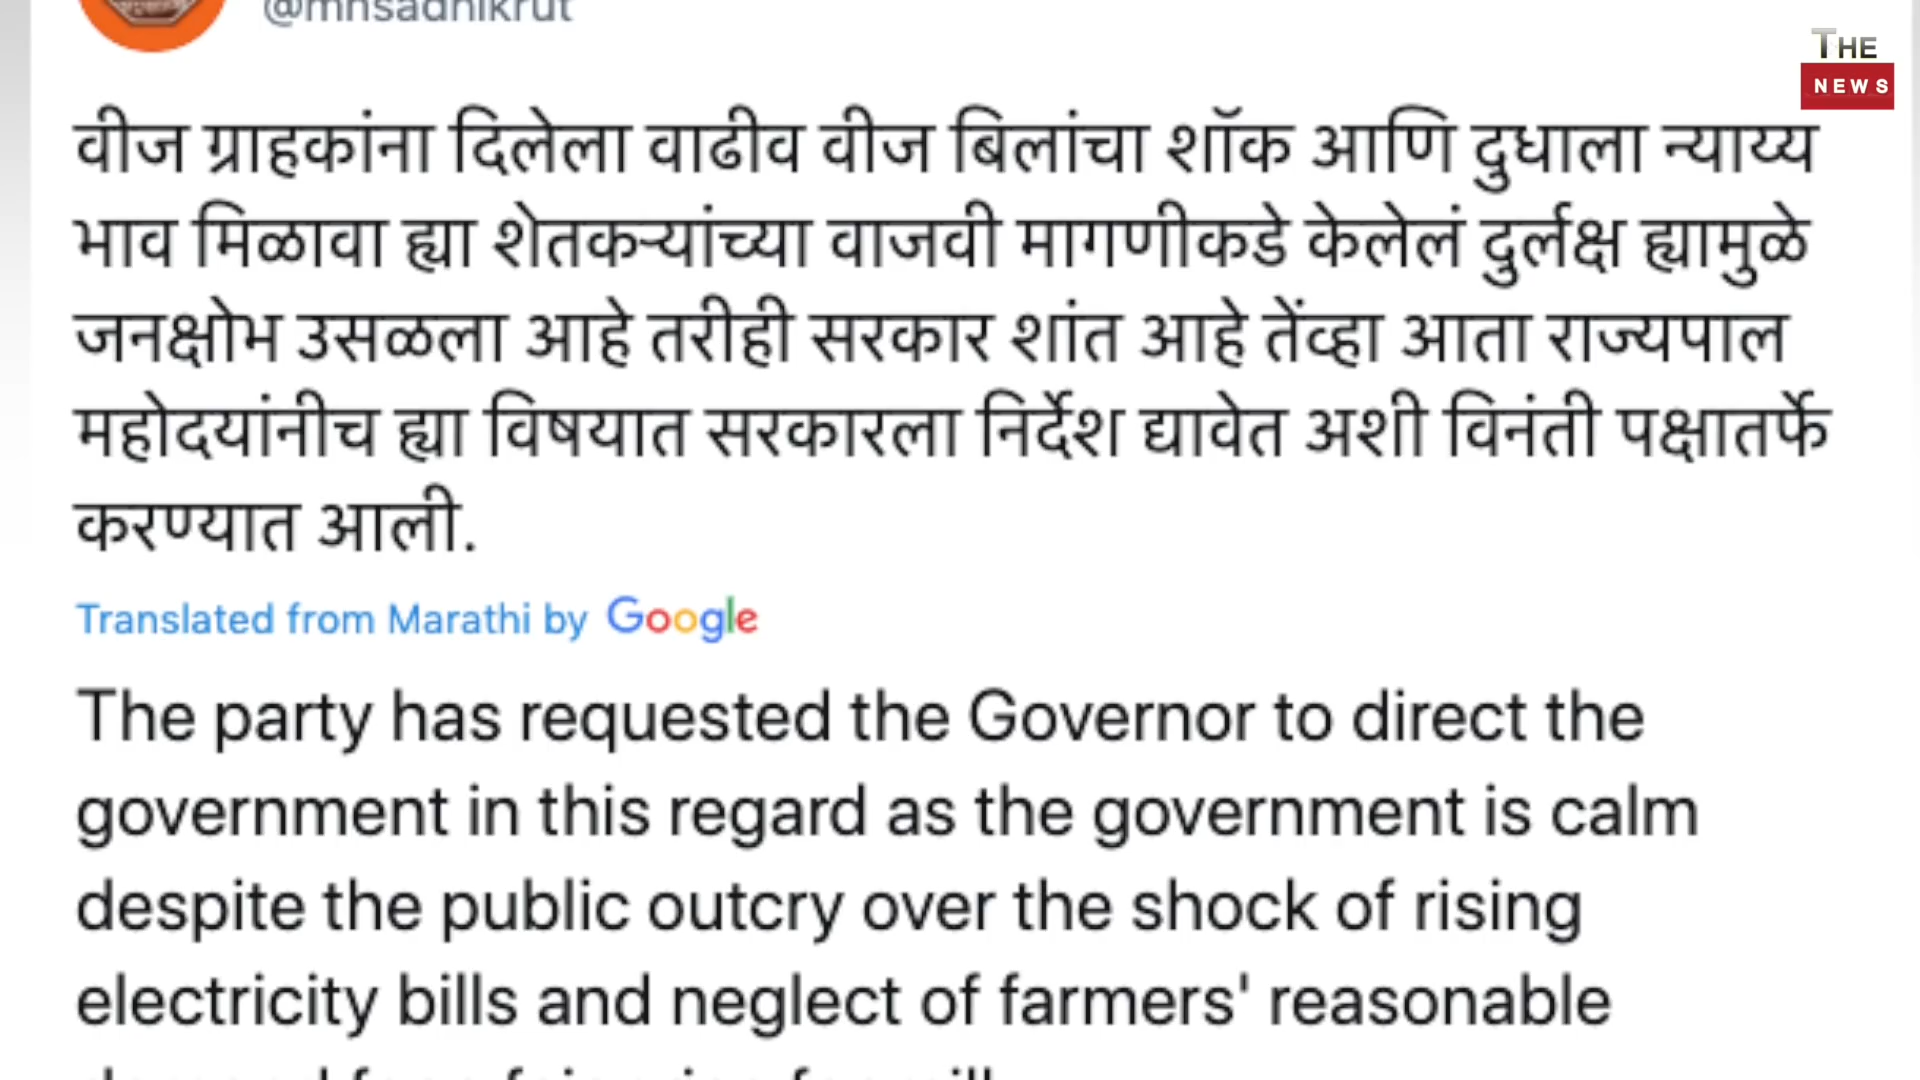 @mnsadhikrut
THE
NEWS
वीज ग्राहकांना दिलेला वाढीव वीज बिलांचा शॉक आणि दुधाला न्याय्य
भाव मिळावा ह्या शेतकऱ्यांच्या वाजवी मागणीकडे केलेलं दुर्लक्ष ह्यामुळे
जनक्षोभ उसळला आहे तरीही सरकार शांत आहे तेंव्हा आता राज्यपाल
महोदयांनीच ह्या विषयात सरकारला निर्देश द्यावेत अशी विनंती पक्षातर्फे
करण्यात आली.
Translated from Marathi by Google
The party has requested the Governor to direct the
government in this regard as the government is calm
despite the public outcry over the shock of rising
electricity bills and neglect of farmers' reasonable